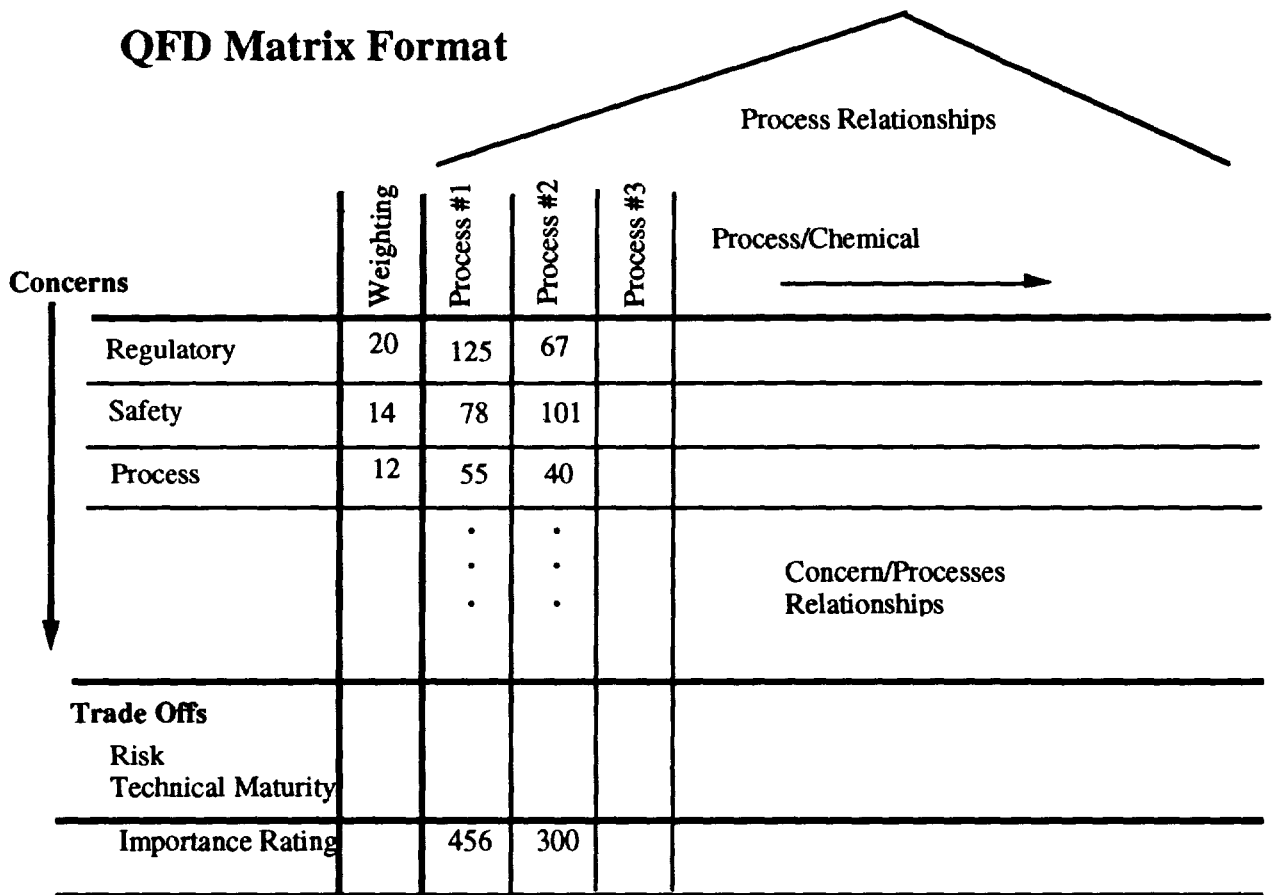 QFD Matrix Format
Process Relationships
Weighting
Process #1
Process #2
Process #3
Process/Chemical
Concerns
Regulatory 20 125 67
Safety 14 78 101
Process 12 55 40
Concern/Processes
Relationships
Trade Offs
Risk
Technical Maturity
Importance Rating 456 300